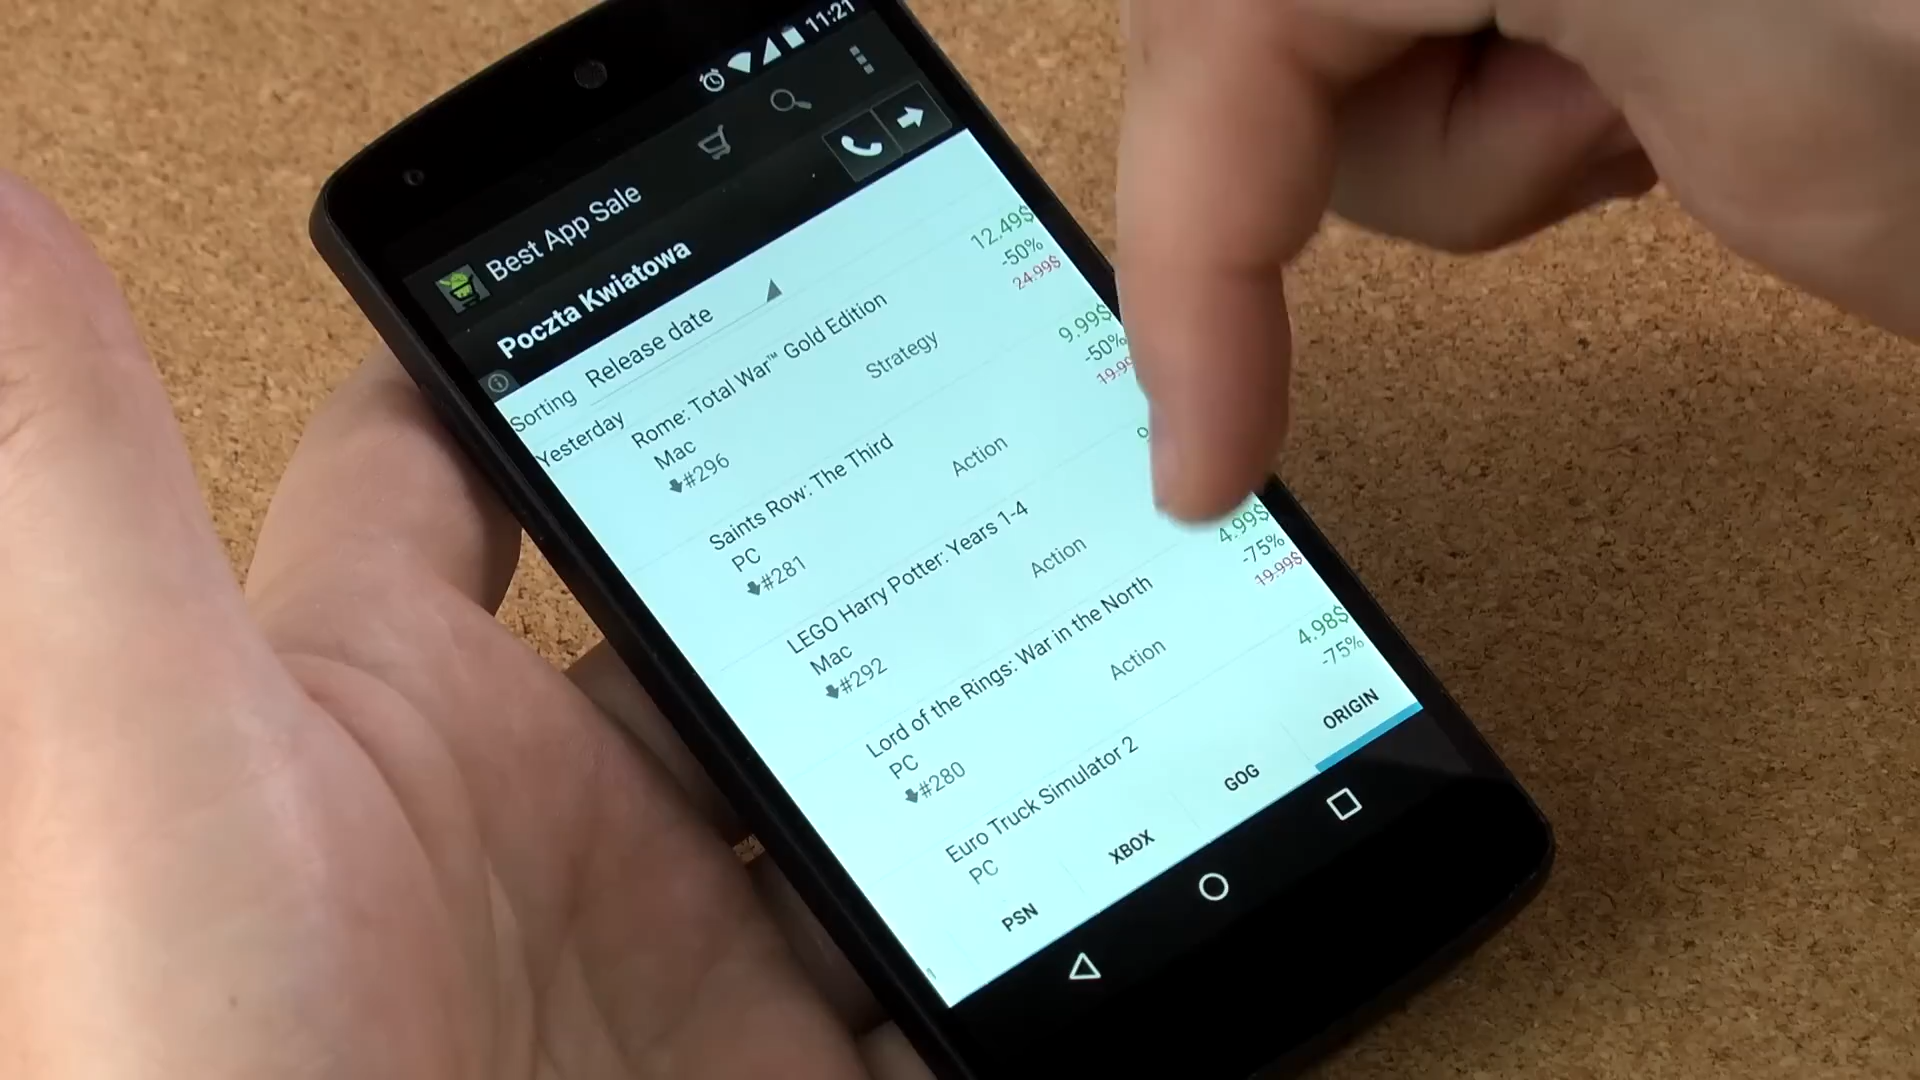 11:21
Best App Sale
Poczta Kwiatowa
Sorting Release date
Yesterday
Rome: Total War™ Gold Edition
Mac
Strategy
#296
12.49$
-50%
24.99$
Saints Row: The Third
PC
Action
#281
9.99$
-50%
19.99
LEGO Harry Potter: Years 1-4
Mac
Action
#292
9
Lord of the Rings: War in the North
PC
Action
#280
4.99$
-75%
19.99$
Euro Truck Simulator 2
PC
4.98$
-75%
PSN XBOX GOG ORIGIN